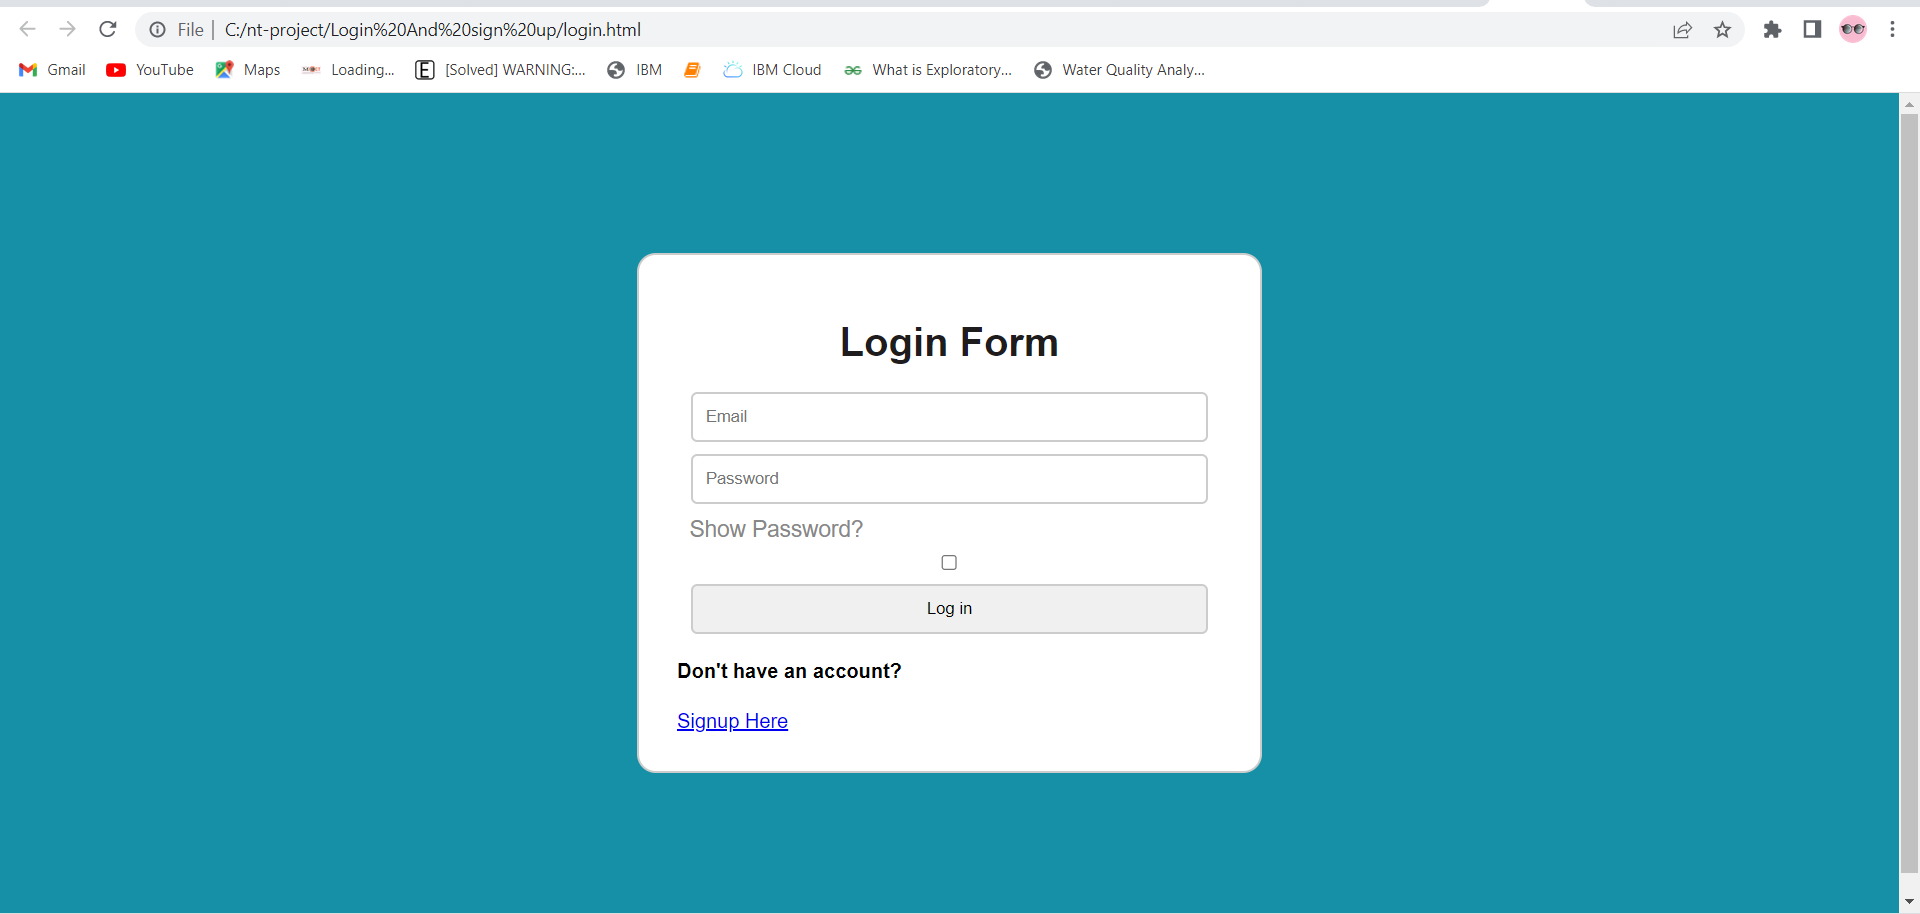 File | C:/nt-project/Login%20And%20sign%20up/login.html
Gmail YouTube Maps Loading... E [Solved] WARNING:... IBM IBM Cloud What is Exploratory... Water Quality Analy...
Login Form
Email
Password
Show Password?
Log in
Don't have an account?
Signup Here